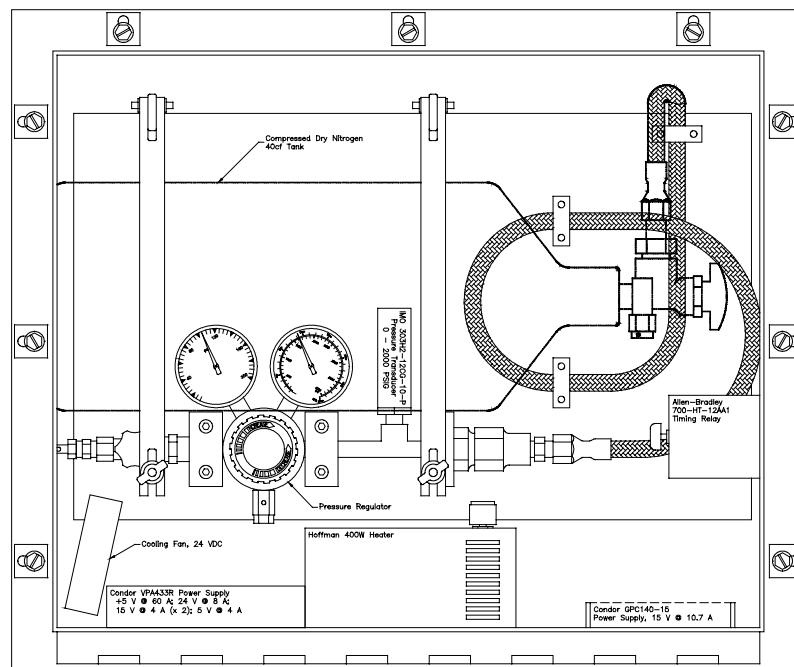 Compressed Dry Nitrogen
40cf Tank
IMO 303H2-12CG-10-P
Pressure Transducer
0 - 2000 PSIG
Allen-Bradley
700-HT-12AA1
Timing Relay
Pressure Regulator
Cooling Fan, 24 VDC
Hoffman 400W Heater
Condor VPA433R Power Supply
+5 V @ 60 A; 24 V @ 8 A;
15 V @ 4 A (x 2); 5 V @ 4 A
Condor GPC140-15
Power Supply, 15 V @ 10.7 A